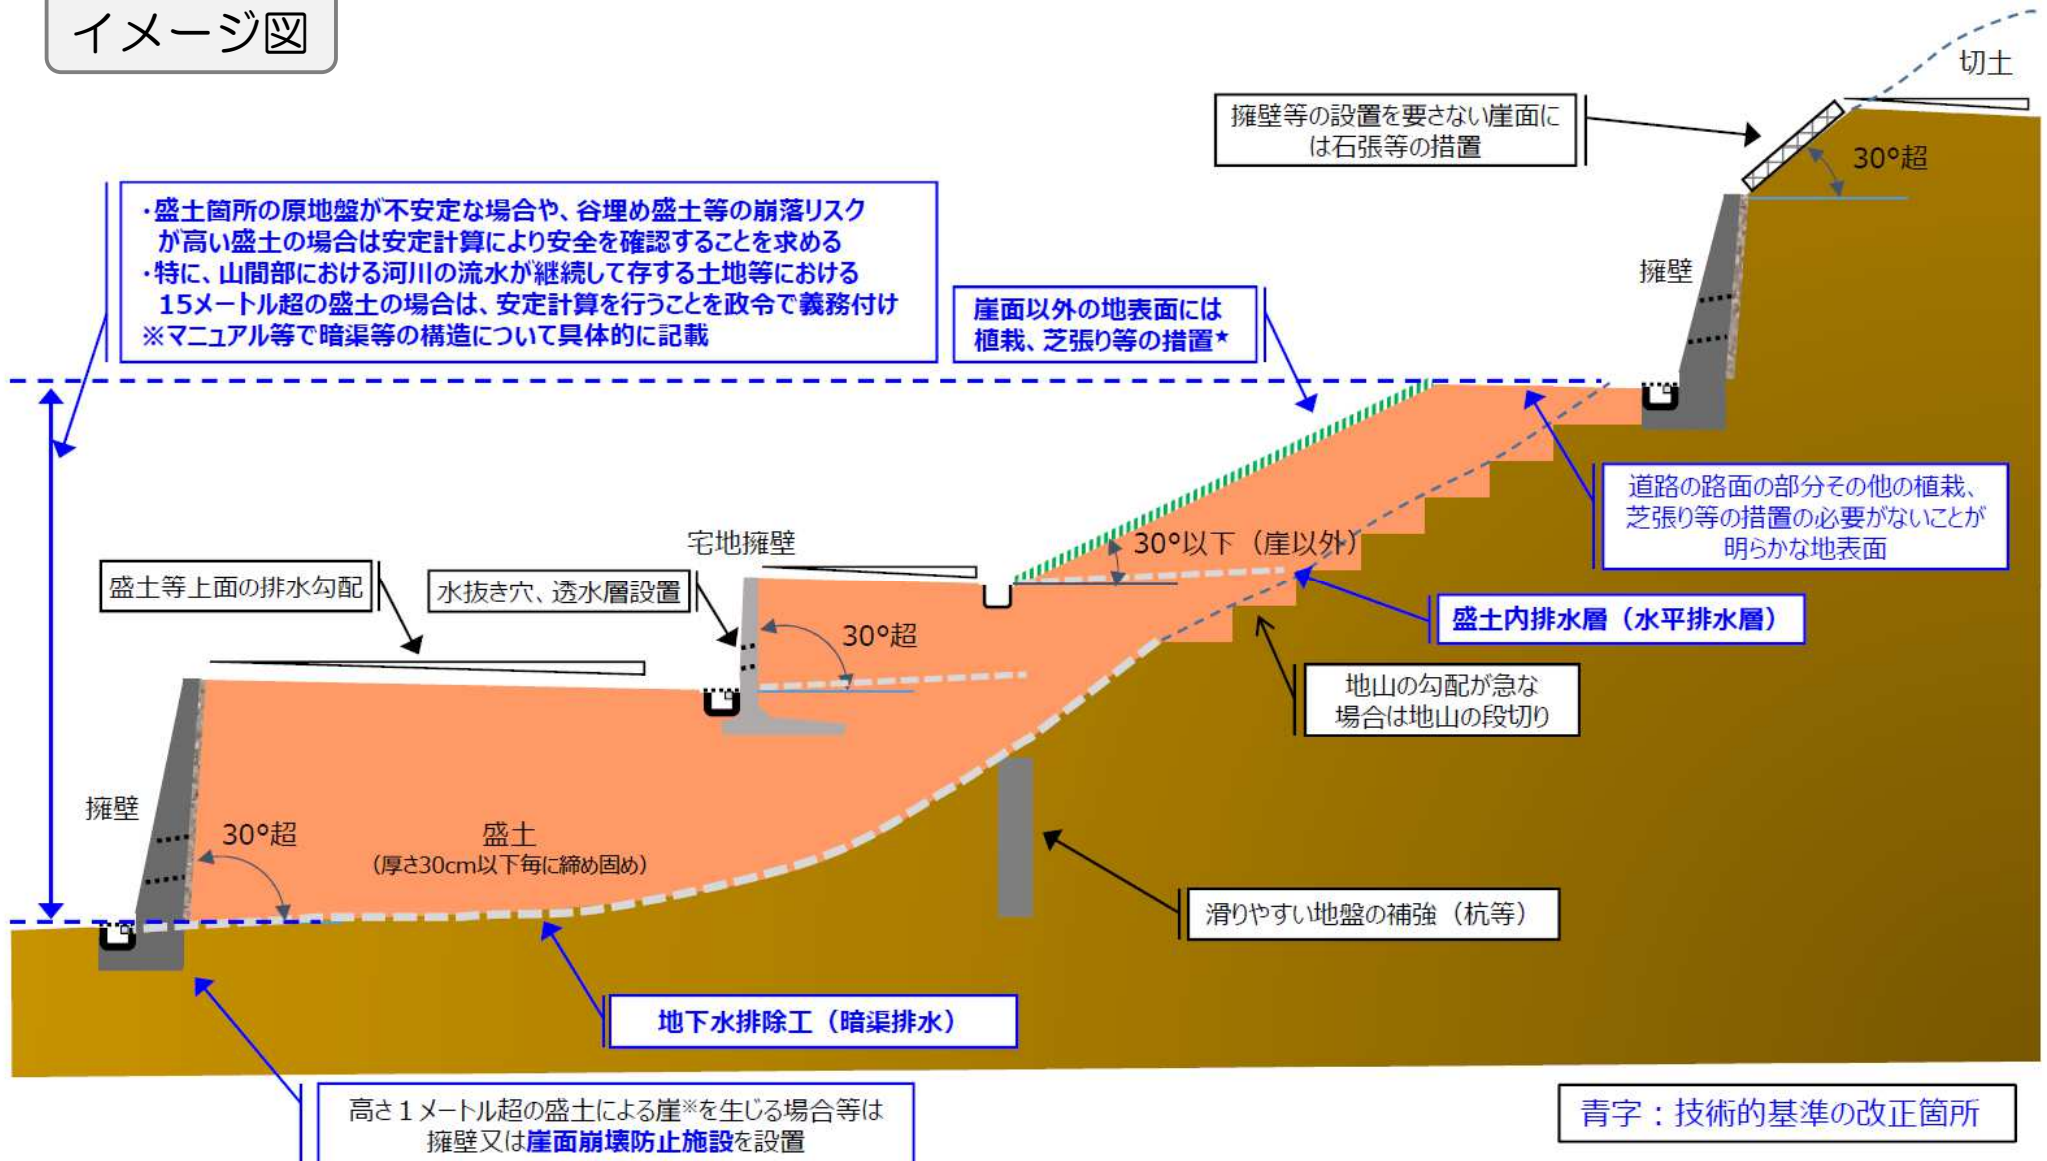 イメージ図
切土
擁壁等の設置を要さない崖面に
は石張等の措置
30°超
・盛土箇所の原地盤が不安定な場合や、谷埋め盛土等の崩落リスク
が高い盛土の場合は安定計算により安全を確認することを求める
・特に、山間部における河川の流水が継続して存する土地等における
15メートル超の盛土の場合は、安定計算を行うことを政令で義務付け
※マニュアル等で暗渠等の構造について具体的に記載
擁壁
崖面以外の地表面には
植栽、芝張り等の措置★
道路の路面の部分その他の植栽、
芝張り等の措置の必要がないことが
明らかな地表面
宅地擁壁
30°以下（崖以外）
盛土等上面の排水勾配
水抜き穴、透水層設置
盛土内排水層（水平排水層）
30°超
地山の勾配が急な
場合は地山の段切り
擁壁
30°超
盛土
（厚さ30cm以下毎に締め固め）
滑りやすい地盤の補強（杭等）
地下水排除工（暗渠排水）
高さ１メートル超の盛土による崖※を生じる場合等は
擁壁又は崖面崩壊防止施設を設置
青字：技術的基準の改正箇所